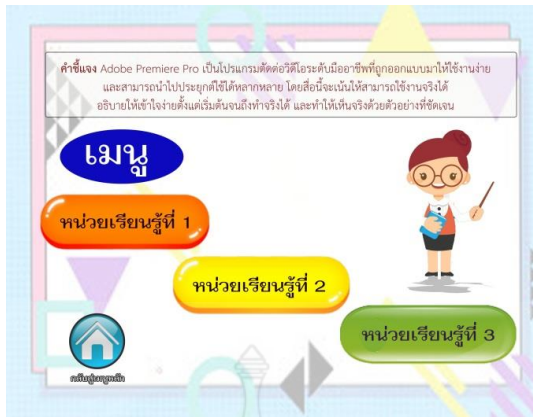 คำชี้แจง Adobe Premiere Pro เป็นโปรแกรมตัดต่อวิดีโอระดับมืออาชีพที่ถูกออกแบบมาให้ใช้งานง่าย
และสามารถนำไปประยุกต์ใช้ได้หลากหลาย โดยสื่อนี้จะเน้นให้สามารถใช้งานจริงได้
อธิบายให้เข้าใจง่ายตั้งแต่เริ่มต้นจนถึงทำจริงได้ และทำให้เห็นจริงด้วยตัวอย่างที่ชัดเจน
เมนู
หน่วยเรียนรู้ที่ 1
หน่วยเรียนรู้ที่ 2
หน่วยเรียนรู้ที่ 3
กลับสู่เมนูหลัก